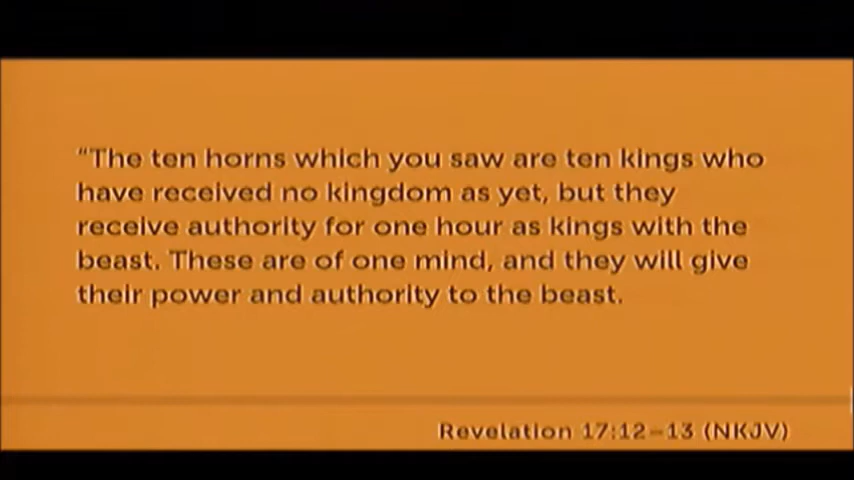 “The ten horns which you saw are ten kings who
have received no kingdom as yet, but they
receive authority for one hour as kings with the
beast. These are of one mind, and they will give
their power and authority to the beast.
Revelation 17:12–13 (NKJV)